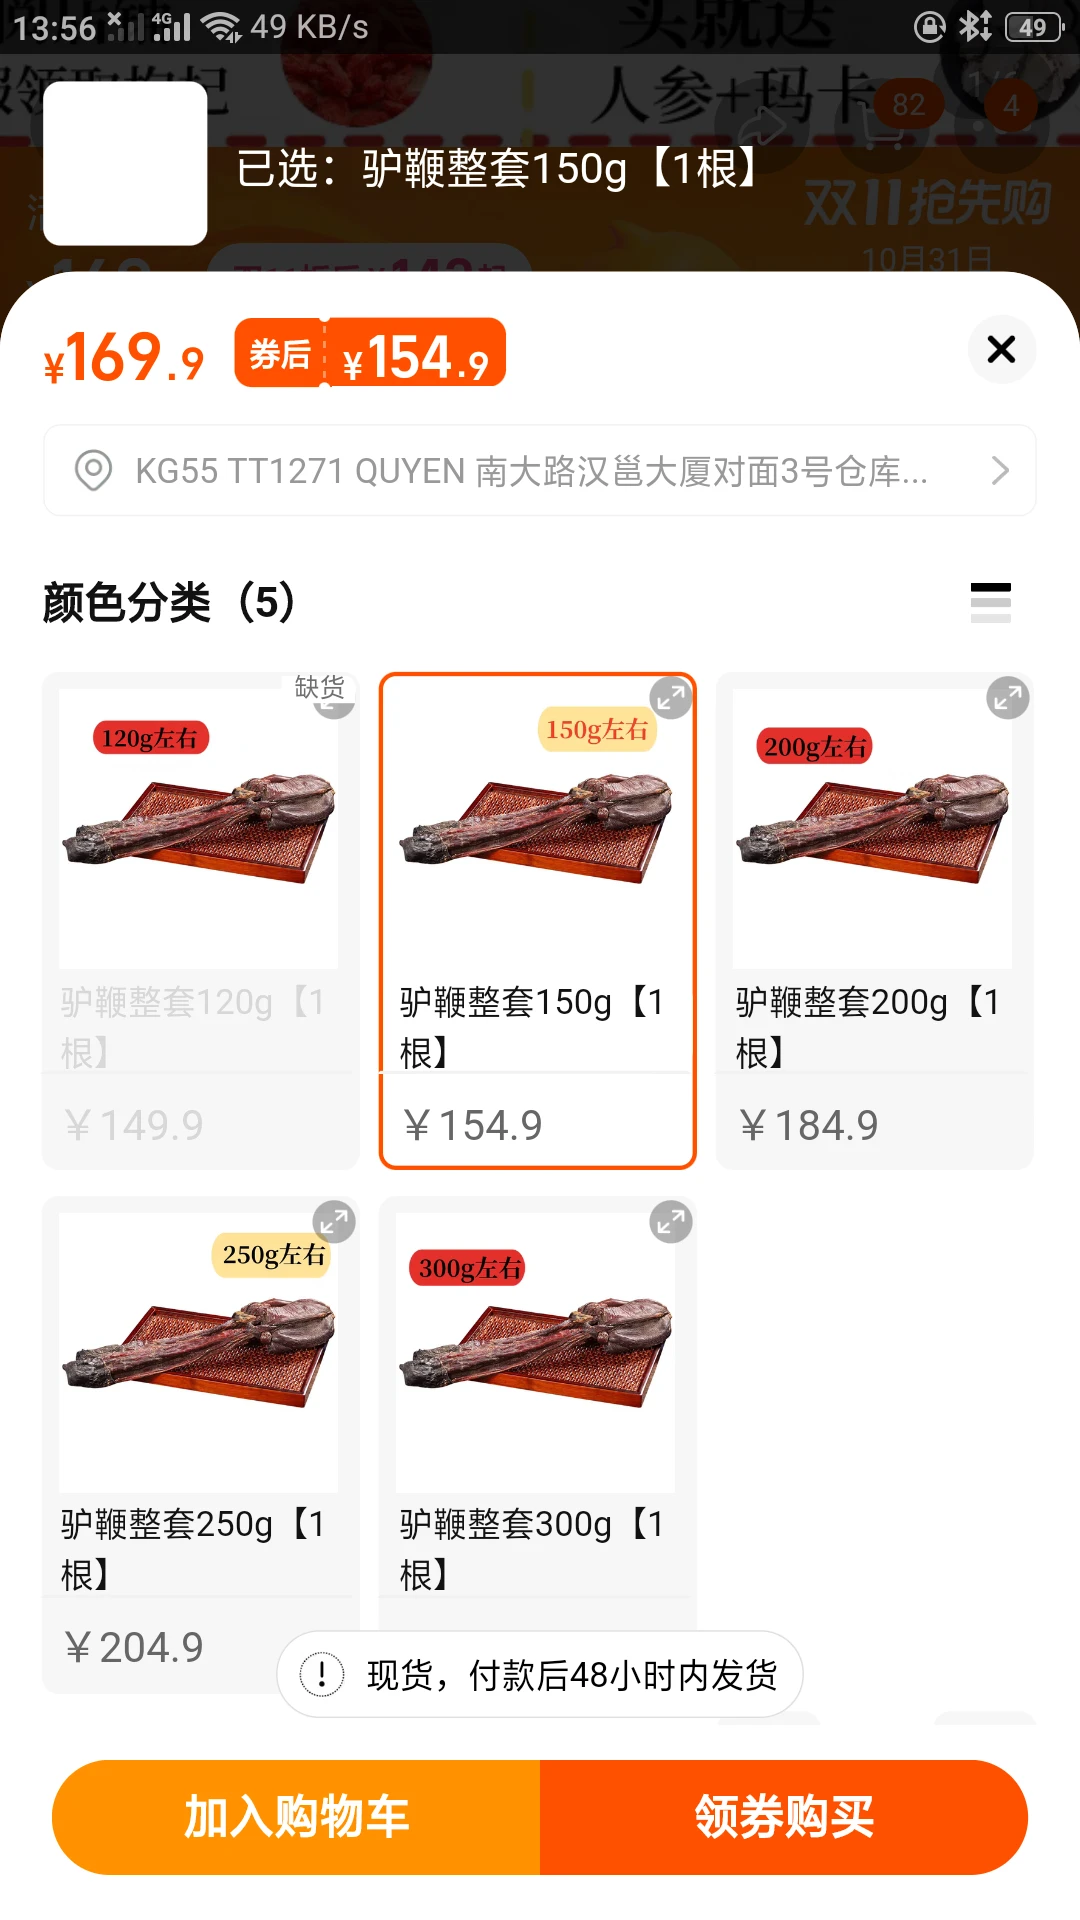 13:56
4G
49 KB/s
49
买就达
人参+玛卡
82
4
已选：驴鞭整套150g【1根】
双11抢先购
10月31日
¥169.9
券后 ¥154.9
KG55 TT1271 QUYEN 南大路汉邕大厦对面3号仓库...
颜色分类（5）
缺货
120g左右
150g左右
200g左右
驴鞭整套120g【1
根】
驴鞭整套150g【1
根】
驴鞭整套200g【1
根】
¥149.9
¥154.9
¥184.9
250g左右
300g左右
驴鞭整套250g【1
根】
驴鞭整套300g【1
根】
¥204.9
现货，付款后48小时内发货
加入购物车
领券购买